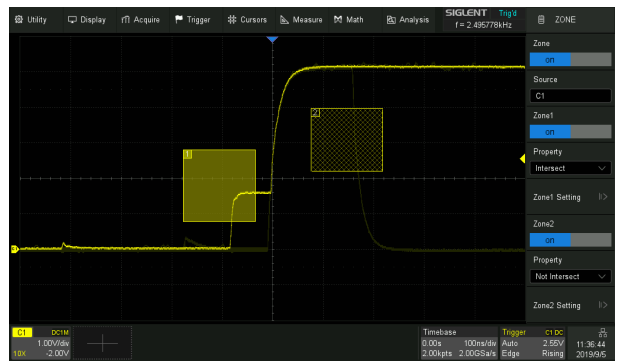 Utility Display Acquire Trigger Cursors Measure Math Analysis SIGLENT Trig'd ZONE
f = 2.495778kHz
Zone
on
Source
C1
Zone1
on
Property
Intersect
Zone1 Setting
Zone2
on
Property
Not Intersect
Zone2 Setting
1
2
C1 DC1M
1.00V/div
10X -2.00V
Timebase
0.00s 100ns/div
2.00kpts 2.00GSa/s
Trigger C1 DC
Auto 2.55V
Edge Rising
11:36:44
2019/9/5